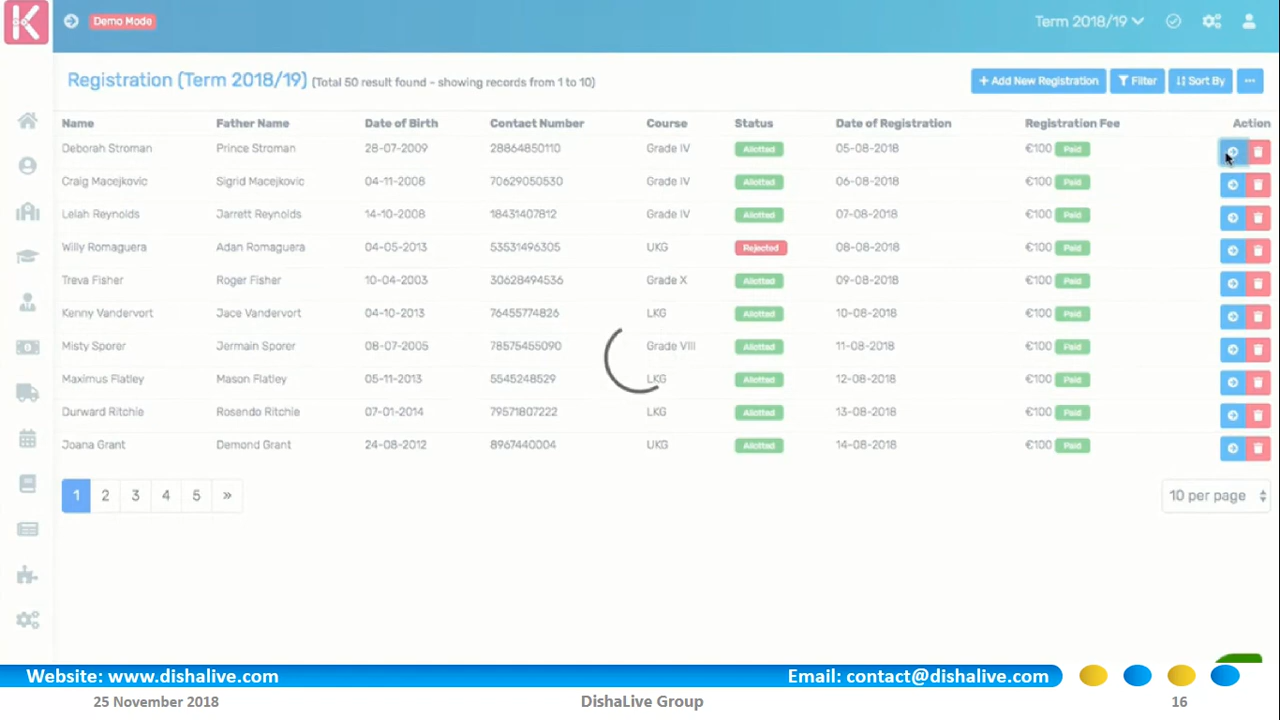 K Demo Mode Term 2018/19
Registration (Term 2018/19) (Total 50 result found - showing records from 1 to 10) + Add New Registration Filter Sort By ...
Name Father Name Date of Birth Contact Number Course Status Date of Registration Registration Fee Action
Deborah Stroman Prince Stroman 28-07-2009 28864850110 Grade IV Allotted 05-08-2018 €100 Paid
Craig Macejkovic Sigrid Macejkovic 04-11-2008 70629050530 Grade IV Allotted 06-08-2018 €100 Paid
Lelah Reynolds Jarrett Reynolds 14-10-2008 18431407812 Grade IV Allotted 07-08-2018 €100 Paid
Willy Romaguera Adan Romaguera 04-05-2013 53531496305 UKG Rejected 08-08-2018 €100 Paid
Treva Fisher Roger Fisher 10-04-2003 30628494536 Grade X Allotted 09-08-2018 €100 Paid
Kenny Vandervort Jace Vandervort 04-10-2013 76455774826 LKG Allotted 10-08-2018 €100 Paid
Misty Sporer Jermain Sporer 08-07-2005 78575455090 Grade VIII Allotted 11-08-2018 €100 Paid
Maximus Flatley Mason Flatley 05-11-2013 5545248529 LKG Allotted 12-08-2018 €100 Paid
Durward Ritchie Rosendo Ritchie 07-01-2014 79571807222 LKG Allotted 13-08-2018 €100 Paid
Joana Grant Demond Grant 24-08-2012 8967440004 UKG Allotted 14-08-2018 €100 Paid
1 2 3 4 5 » 10 per page
Website: www.dishalive.com Email: contact@dishalive.com
25 November 2018 DishaLive Group 16